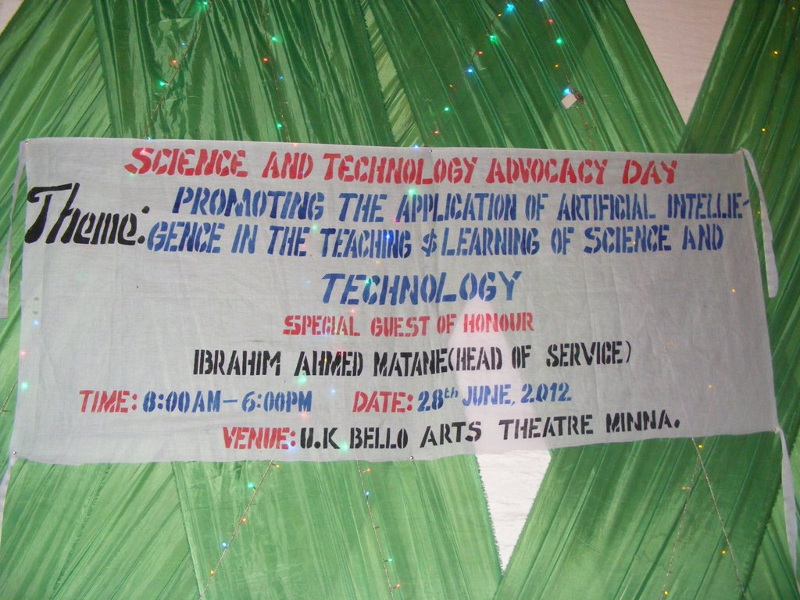 SCIENCE AND TECHNOLOGY ADVOCACY DAY
Theme: PROMOTING THE APPLICATION OF ARTIFICIAL INTELLIE-
GENCE IN THE TEACHING $ LEARNING OF SCIENCE AND
TECHNOLOGY
SPECIAL GUEST OF HONOUR
IBRAHIM AHMED MATANE(HEAD OF SERVICE)
TIME: 8:00AM-6:00PM DATE: 28th JUNE, 2012
VENUE: U.K BELLO ARTS THEATRE MINNA.